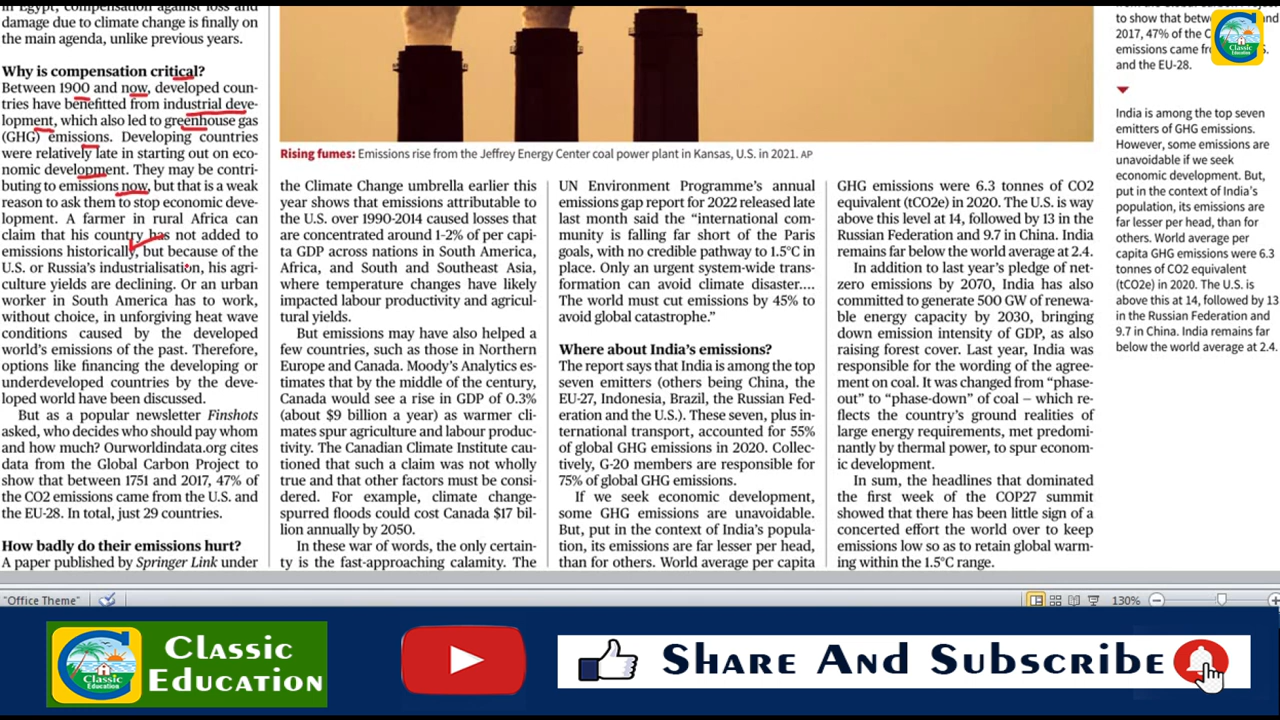 in Egypt, compensation against loss and
damage due to climate change is finally on
the main agenda, unlike previous years.
Why is compensation critical?
Between 1900 and now, developed coun-
tries have benefitted from industrial deve-
lopment, which also led to greenhouse gas
(GHG) emissions. Developing countries
were relatively late in starting out on eco-
nomic development. They may be contri-
buting to emissions now, but that is a weak
reason to ask them to stop economic deve-
lopment. A farmer in rural Africa can
claim that his country has not added to
emissions historically, but because of the
U.S. or Russia's industrialisation, his agri-
culture yields are declining. Or an urban
worker in South America has to work,
without choice, in unforgiving heat wave
conditions caused by the developed
world's emissions of the past. Therefore,
options like financing the developing or
underdeveloped countries by the deve-
loped world have been discussed.
But as a popular newsletter Finshots
asked, who decides who should pay whom
and how much? Ourworldindata.org cites
data from the Global Carbon Project to
show that between 1751 and 2017, 47% of
the CO2 emissions came from the U.S. and
the EU-28. In total, just 29 countries.
How badly do their emissions hurt?
A paper published by Springer Link under
Rising fumes: Emissions rise from the Jeffrey Energy Center coal power plant in Kansas, U.S. in 2021. AP
the Climate Change umbrella earlier this
year shows that emissions attributable to
the U.S. over 1990-2014 caused losses that
are concentrated around 1-2% of per capi-
ta GDP across nations in South America,
Africa, and South and Southeast Asia,
where temperature changes have likely
impacted labour productivity and agricul-
tural yields.
But emissions may have also helped a
few countries, such as those in Northern
Europe and Canada. Moody's Analytics es-
timates that by the middle of the century,
Canada would see a rise in GDP of 0.3%
(about $9 billion a year) as warmer cli-
mates spur agriculture and labour produc-
tivity. The Canadian Climate Institute cau-
tioned that such a claim was not wholly
true and that other factors must be consi-
dered. For example, climate change-
spurred floods could cost Canada $17 bil-
lion annually by 2050.
In these war of words, the only certain-
ty is the fast-approaching calamity. The
UN Environment Programme's annual
emissions gap report for 2022 released late
last month said the "international com-
munity is falling far short of the Paris
goals, with no credible pathway to 1.5°C in
place. Only an urgent system-wide trans-
formation can avoid climate disaster....
The world must cut emissions by 45% to
avoid global catastrophe."
Where about India's emissions?
The report says that India is among the top
seven emitters (others being China, the
EU-27, Indonesia, Brazil, the Russian Fed-
eration and the U.S.). These seven, plus in-
ternational transport, accounted for 55%
of global GHG emissions in 2020. Collec-
tively, G-20 members are responsible for
75% of global GHG emissions.
If we seek economic development,
some GHG emissions are unavoidable.
But, put in the context of India's popula-
tion, its emissions are far lesser per head,
than for others. World average per capita
GHG emissions were 6.3 tonnes of CO2
equivalent (tCO2e) in 2020. The U.S. is way
above this level at 14, followed by 13 in the
Russian Federation and 9.7 in China. India
remains far below the world average at 2.4.
In addition to last year's pledge of net-
zero emissions by 2070, India has also
committed to generate 500 GW of renewa-
ble energy capacity by 2030, bringing
down emission intensity of GDP, as also
raising forest cover. Last year, India was
responsible for the wording of the agree-
ment on coal. It was changed from "phase-
out" to "phase-down" of coal – which re-
flects the country's ground realities of
large energy requirements, met predomi-
nantly by thermal power, to spur econom-
ic development.
In sum, the headlines that dominated
the first week of the COP27 summit
showed that there has been little sign of a
concerted effort the world over to keep
emissions low so as to retain global warm-
ing within the 1.5°C range.
to show that betw and
2017, 47% of the C
emissions came f S.
and the EU-28.
India is among the top seven
emitters of GHG emissions.
However, some emissions are
unavoidable if we seek
economic development. But,
put in the context of India's
population, its emissions are
far lesser per head, than for
others. World average per
capita GHG emissions were 6.3
tonnes of CO2 equivalent
(tCO2e) in 2020. The U.S. is
above this at 14, followed by 13
in the Russian Federation and
9.7 in China. India remains far
below the world average at 2.4.
Classic
Education
"Office Theme"
130%
Classic
Education
Classic
Education
Share And Subscribe